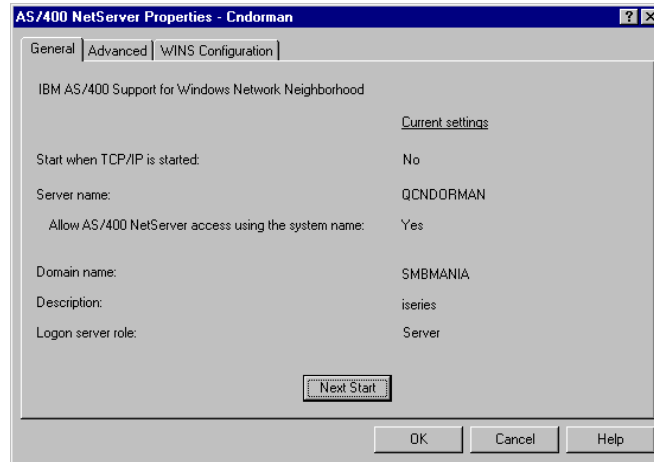 AS/400 NetServer Properties - Cndorman
General Advanced WINS Configuration
IBM AS/400 Support for Windows Network Neighborhood
Current settings
Start when TCP/IP is started: No
Server name: QCNDORMAN
Allow AS/400 NetServer access using the system name: Yes
Domain name: SMBMANIA
Description: iseries
Logon server role: Server
Next Start
OK Cancel Help